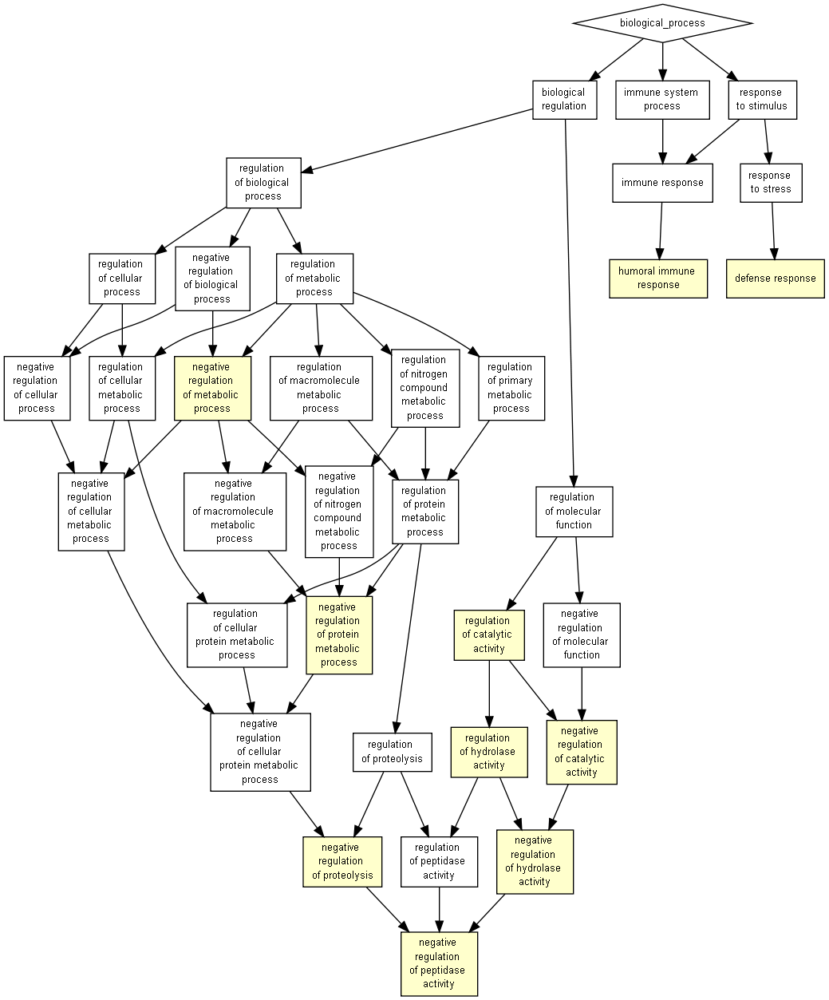 biological_process
biological
regulation
immune system
process
response
to stimulus
regulation
of biological
process
immune response
response
to stress
regulation
of cellular
process
negative
regulation
of biological
process
regulation
of metabolic
process
humoral immune
response
defense response
negative
regulation
of cellular
process
regulation
of cellular
metabolic
process
negative
regulation
of metabolic
process
regulation
of macromolecule
metabolic
process
regulation
of nitrogen
compound
metabolic
process
regulation
of primary
metabolic
process
negative
regulation
of cellular
metabolic
process
negative
regulation
of macromolecule
metabolic
process
negative
regulation
of nitrogen
compound
metabolic
process
regulation
of protein
metabolic
process
regulation
of molecular
function
regulation
of cellular
protein metabolic
process
negative
regulation
of protein
metabolic
process
regulation
of catalytic
activity
negative
regulation
of molecular
function
negative
regulation
of cellular
protein metabolic
process
regulation
of proteolysis
regulation
of hydrolase
activity
negative
regulation
of catalytic
activity
negative
regulation
of proteolysis
regulation
of peptidase
activity
negative
regulation
of hydrolase
activity
negative
regulation
of peptidase
activity